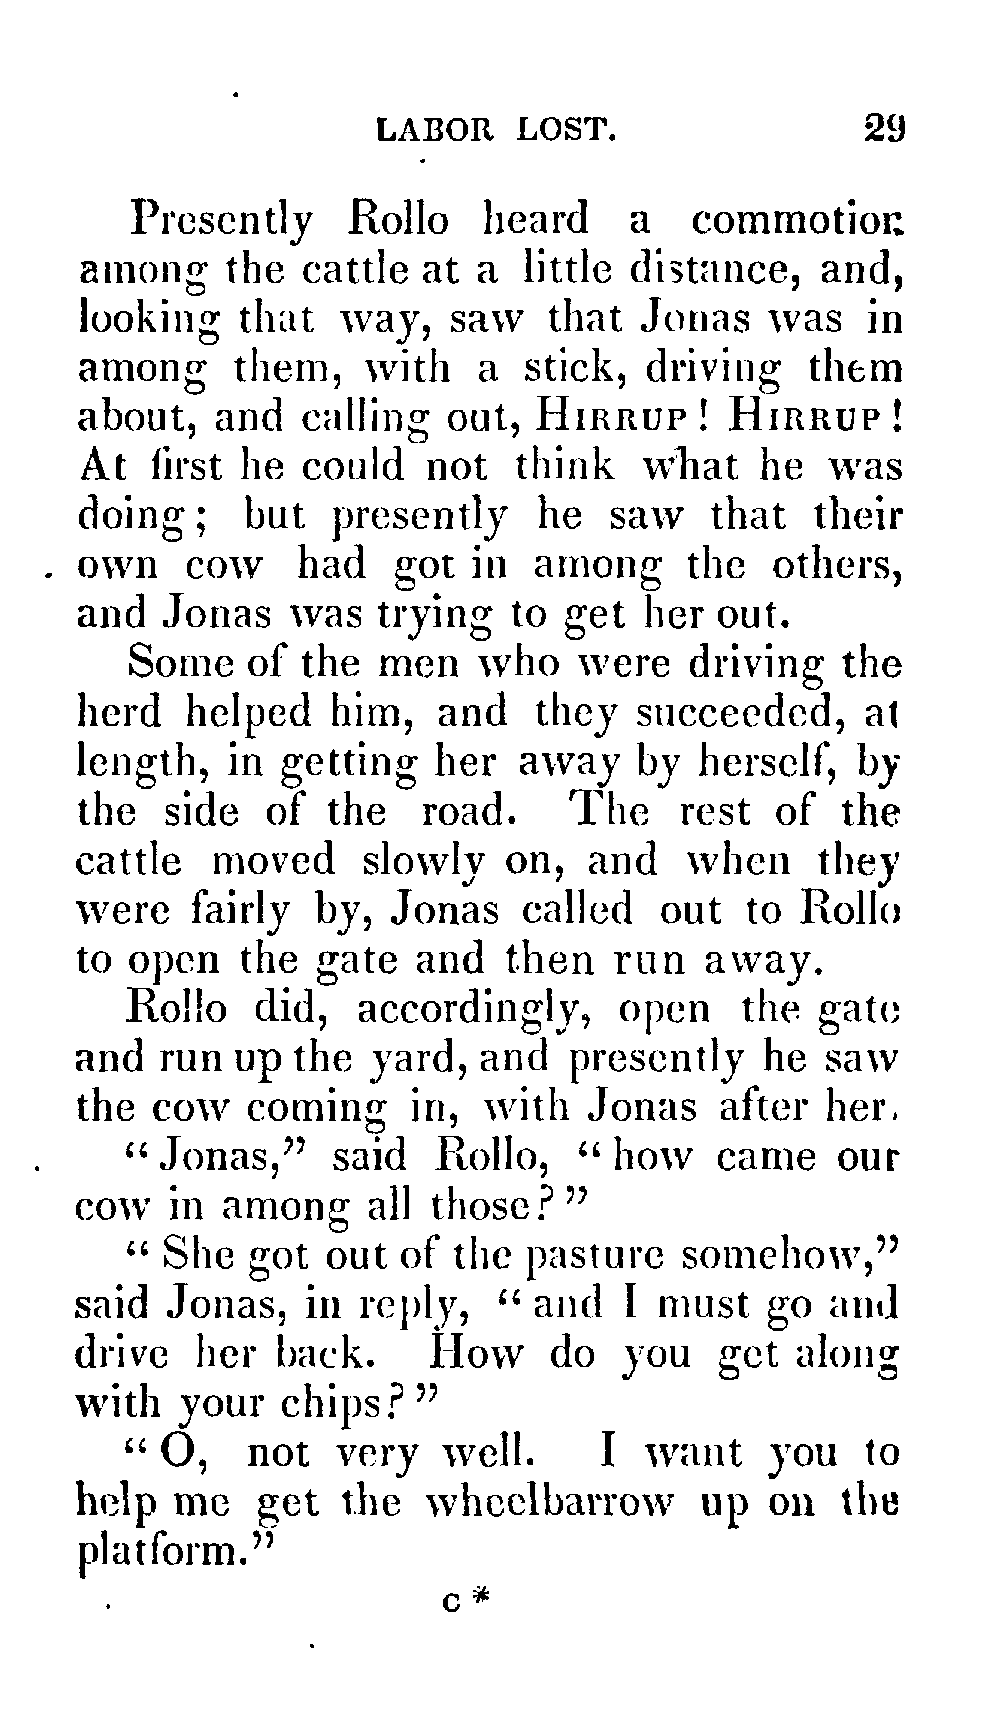 LABOR LOST. 29
Presently Rollo heard a commotion
among the cattle at a little distance, and,
looking that way, saw that Jonas was in
among them, with a stick, driving them
about, and calling out, HIRRUP! HIRRUP!
At first he could not think what he was
doing; but presently he saw that their
own cow had got in among the others,
and Jonas was trying to get her out.
Some of the men who were driving the
herd helped him, and they succeeded, at
length, in getting her away by herself, by
the side of the road. The rest of the
cattle moved slowly on, and when they
were fairly by, Jonas called out to Rollo
to open the gate and then run away.
Rollo did, accordingly, open the gate
and run up the yard, and presently he saw
the cow coming in, with Jonas after her.
"Jonas," said Rollo, "how came our
cow in among all those?"
"She got out of the pasture somehow,"
said Jonas, in reply, "and I must go and
drive her back. How do you get along
with your chips?"
"O, not very well. I want you to
help me get the wheelbarrow up on the
platform."
C*